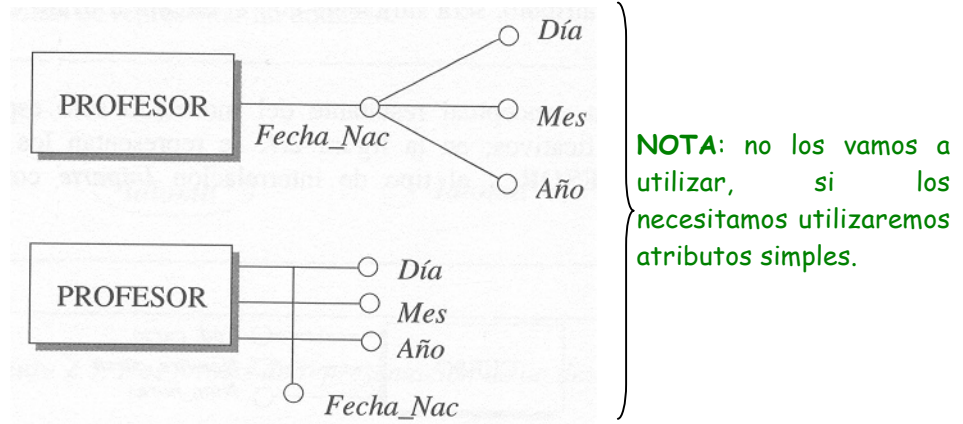 Día
PROFESOR
Fecha_Nac
Mes
Año
NOTA: no los vamos a
utilizar, si los
necesitamos utilizaremos
atributos simples.
PROFESOR
Día
Mes
Año
Fecha_Nac